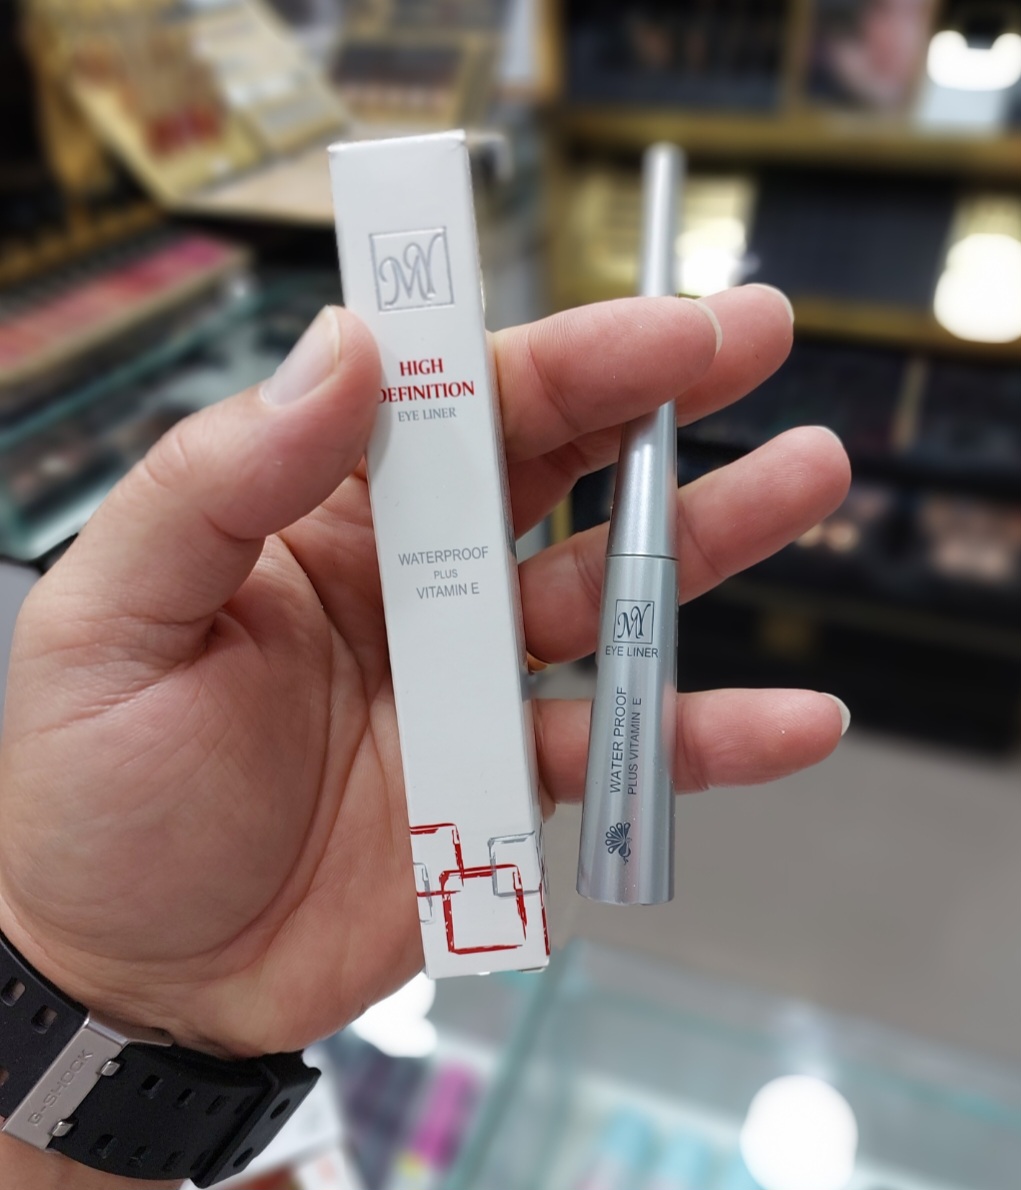 MY
HIGH
DEFINITION
EYE LINER
WATERPROOF
PLUS
VITAMIN E
MY
EYE LINER
WATER PROOF
PLUS VITAMIN E
G-SHOCK